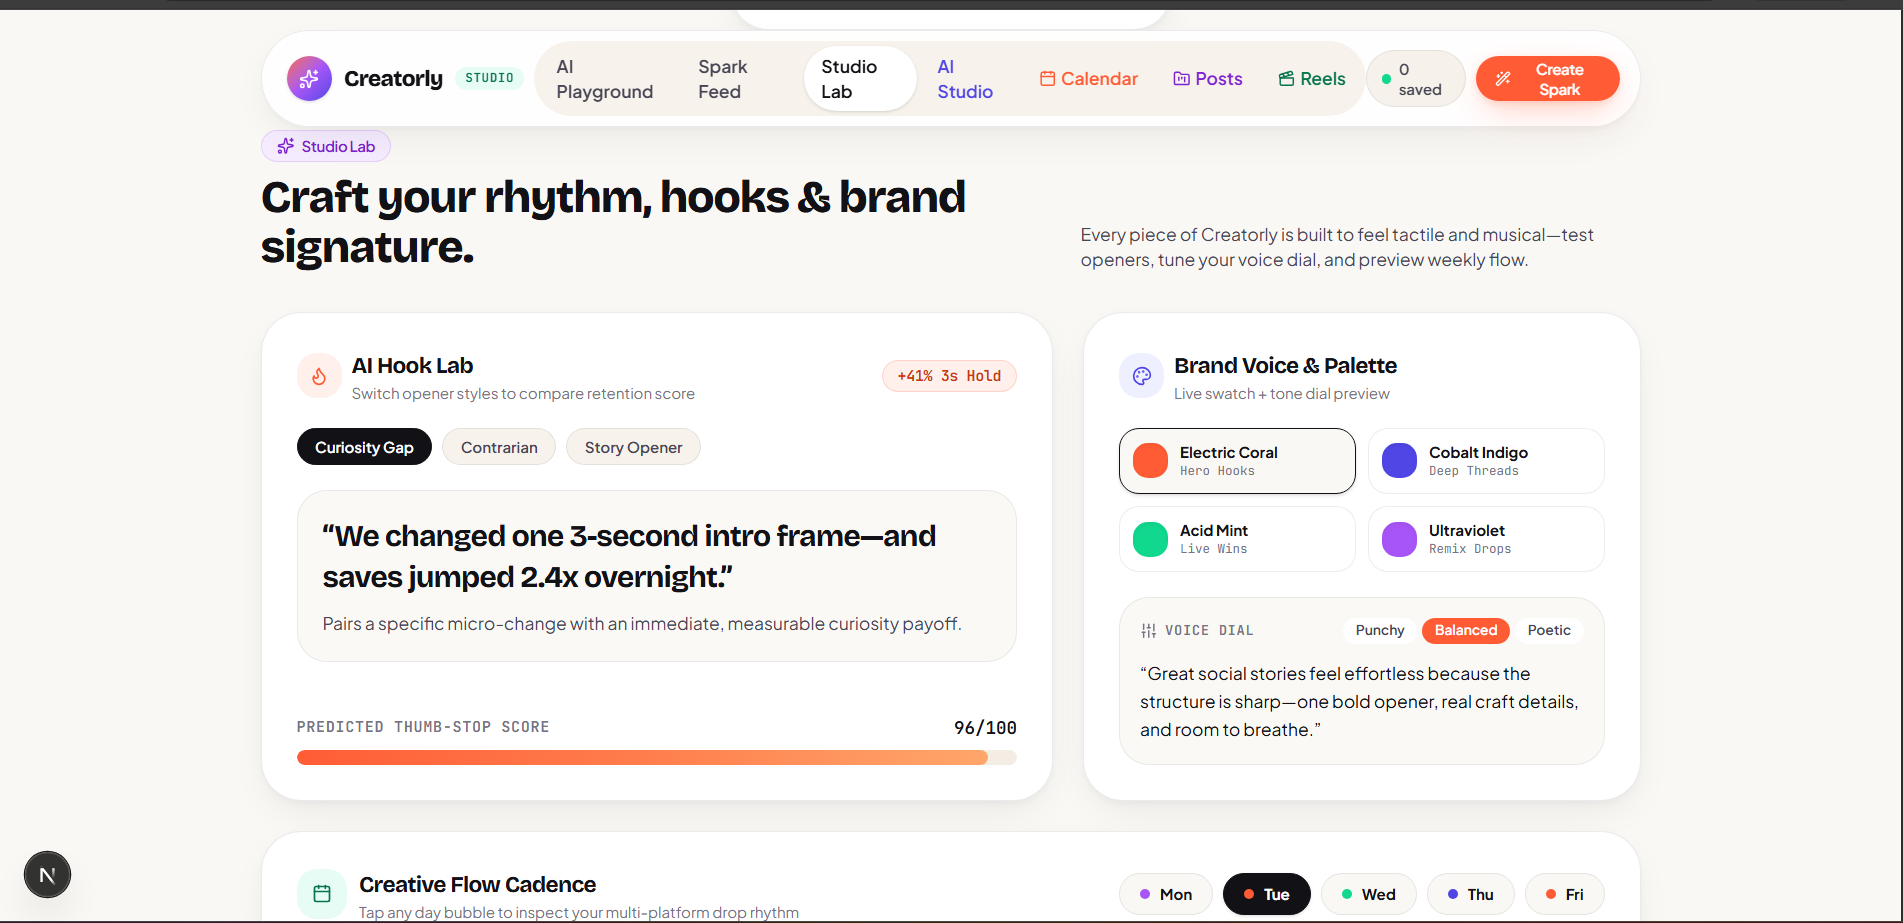 Creatorly
STUDIO
AI
Playground
Spark
Feed
Studio
Lab
AI
Studio
Calendar
Posts
Reels
0
saved
Create
Spark
Studio Lab
Craft your rhythm, hooks & brand
signature.
Every piece of Creatorly is built to feel tactile and musical—test
openers, tune your voice dial, and preview weekly flow.
AI Hook Lab
Switch opener styles to compare retention score
+41% 3s Hold
Curiosity Gap
Contrarian
Story Opener
“We changed one 3-second intro frame—and
saves jumped 2.4x overnight.”
Pairs a specific micro-change with an immediate, measurable curiosity payoff.
PREDICTED THUMB-STOP SCORE
96/100
Brand Voice & Palette
Live swatch + tone dial preview
Electric Coral
Hero Hooks
Cobalt Indigo
Deep Threads
Acid Mint
Live Wins
Ultraviolet
Remix Drops
VOICE DIAL
Punchy
Balanced
Poetic
“Great social stories feel effortless because the
structure is sharp—one bold opener, real craft details,
and room to breathe.”
Creative Flow Cadence
Tap any day bubble to inspect your multi-platform drop rhythm
Mon
Tue
Wed
Thu
Fri
N